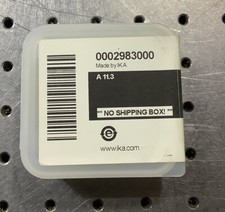 0002983000
Made by IKA
A 11.3
** NO SHIPPING BOX! **
e
www.ika.com